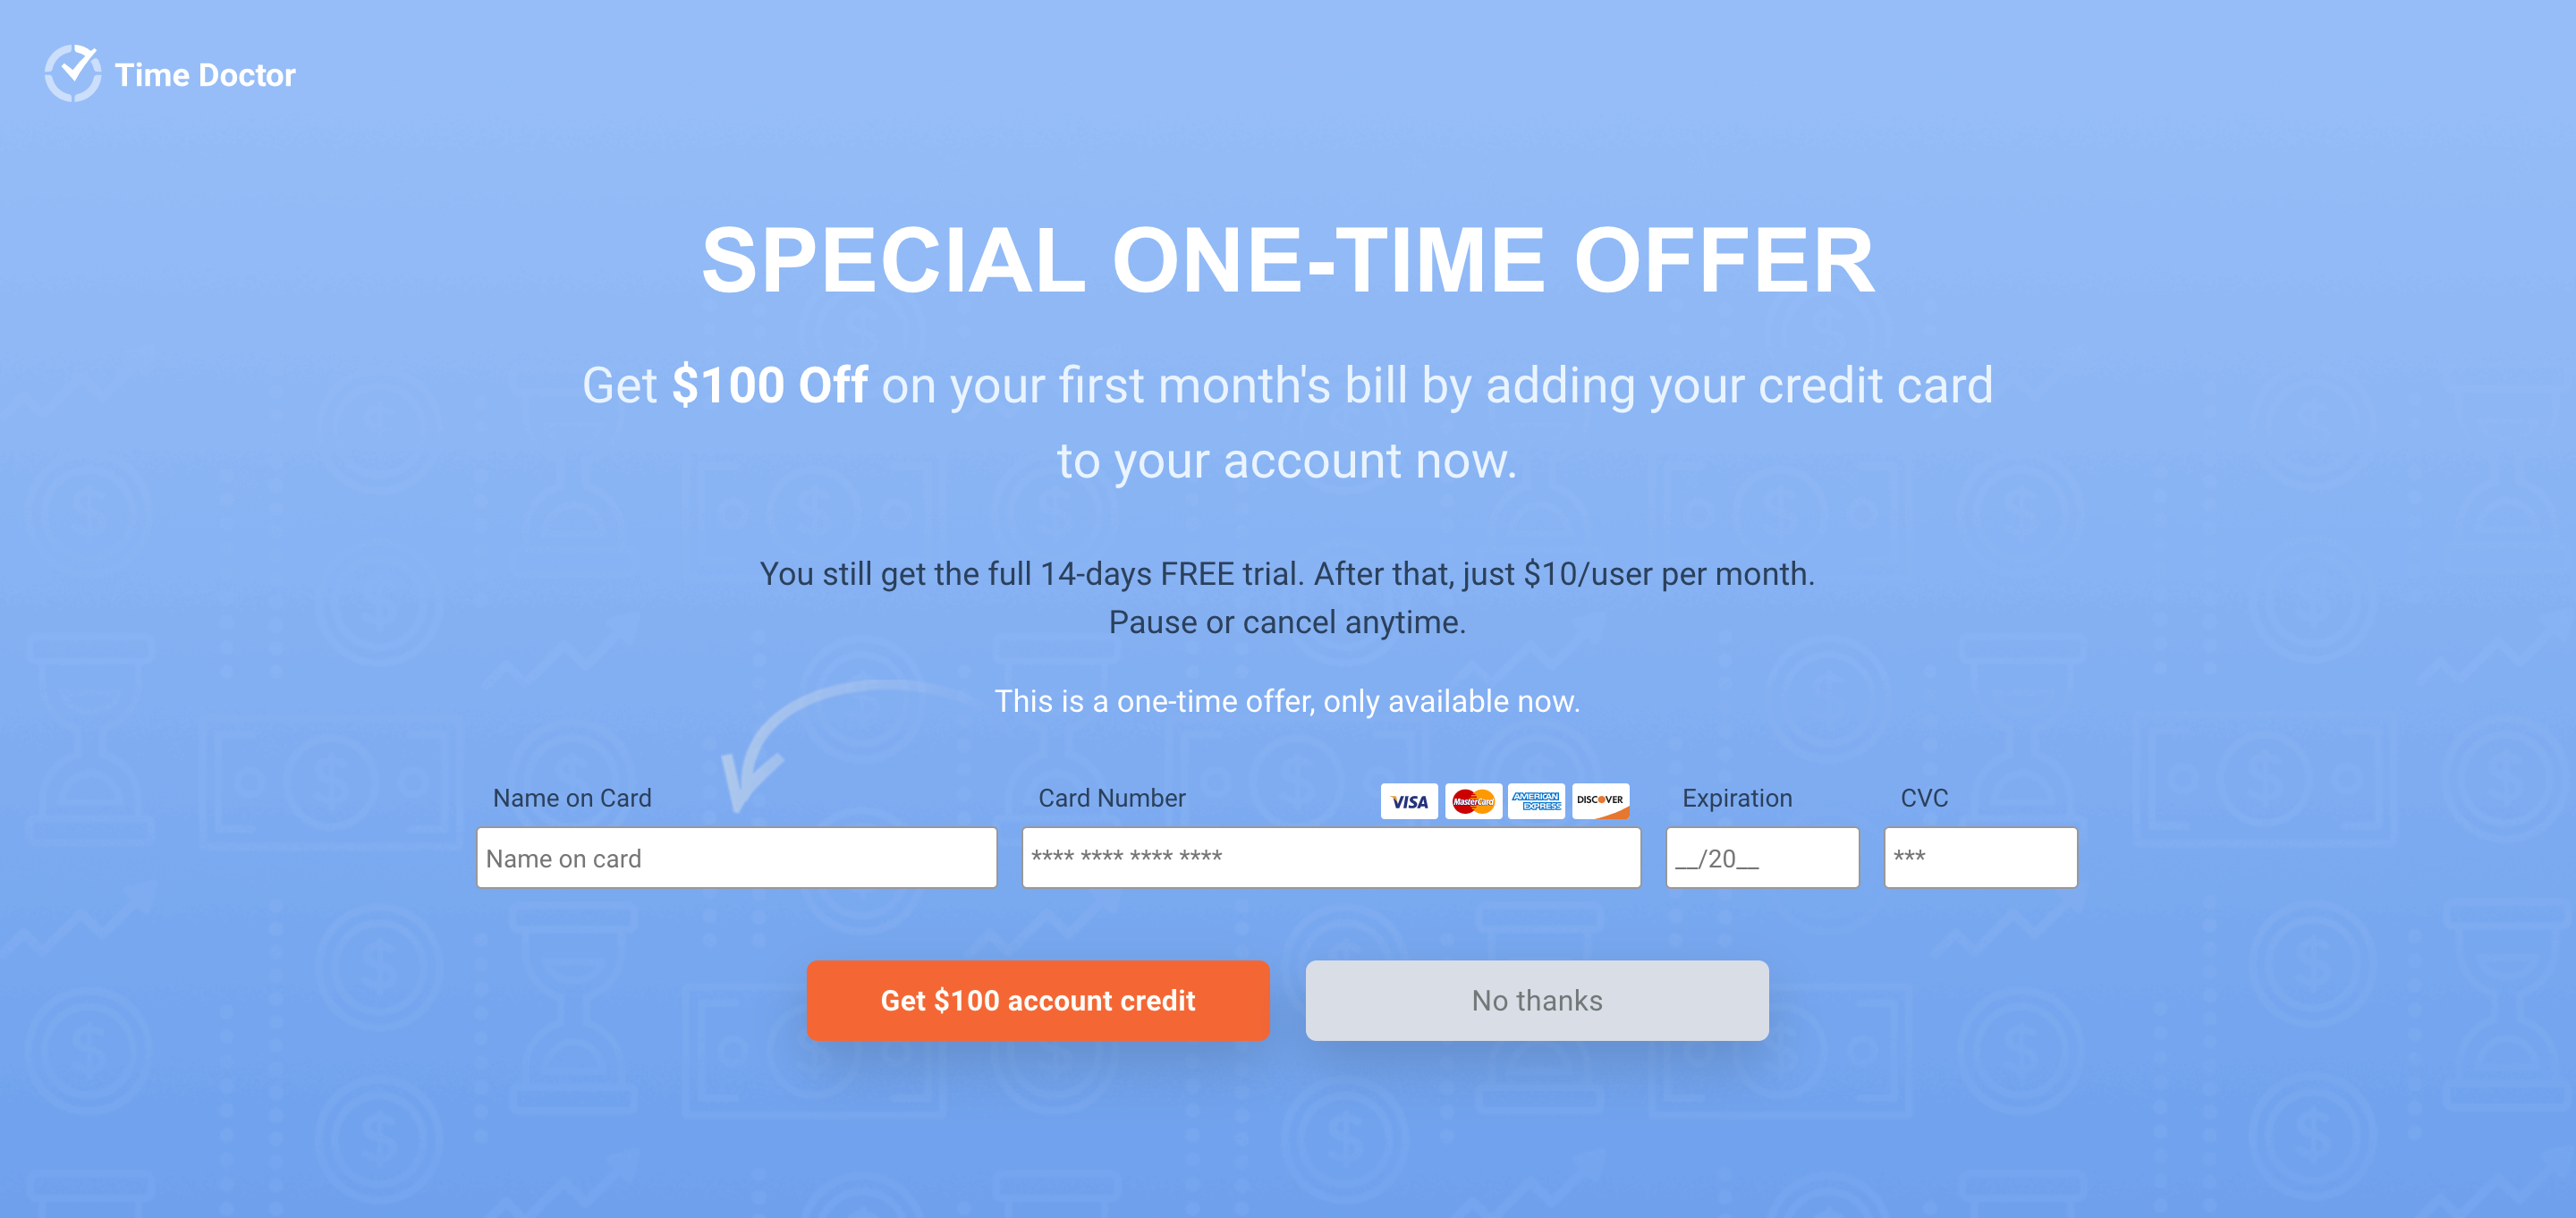 Time Doctor
SPECIAL ONE-TIME OFFER
Get $100 Off on your first month's bill by adding your credit card
to your account now.
You still get the full 14-days FREE trial. After that, just $10/user per month.
Pause or cancel anytime.
This is a one-time offer, only available now.
Name on Card
Card Number
VISA
MasterCard
AMERICAN EXPRESS
DISCOVER
Expiration
CVC
Name on card
**** **** **** ****
__/20__
***
Get $100 account credit
No thanks